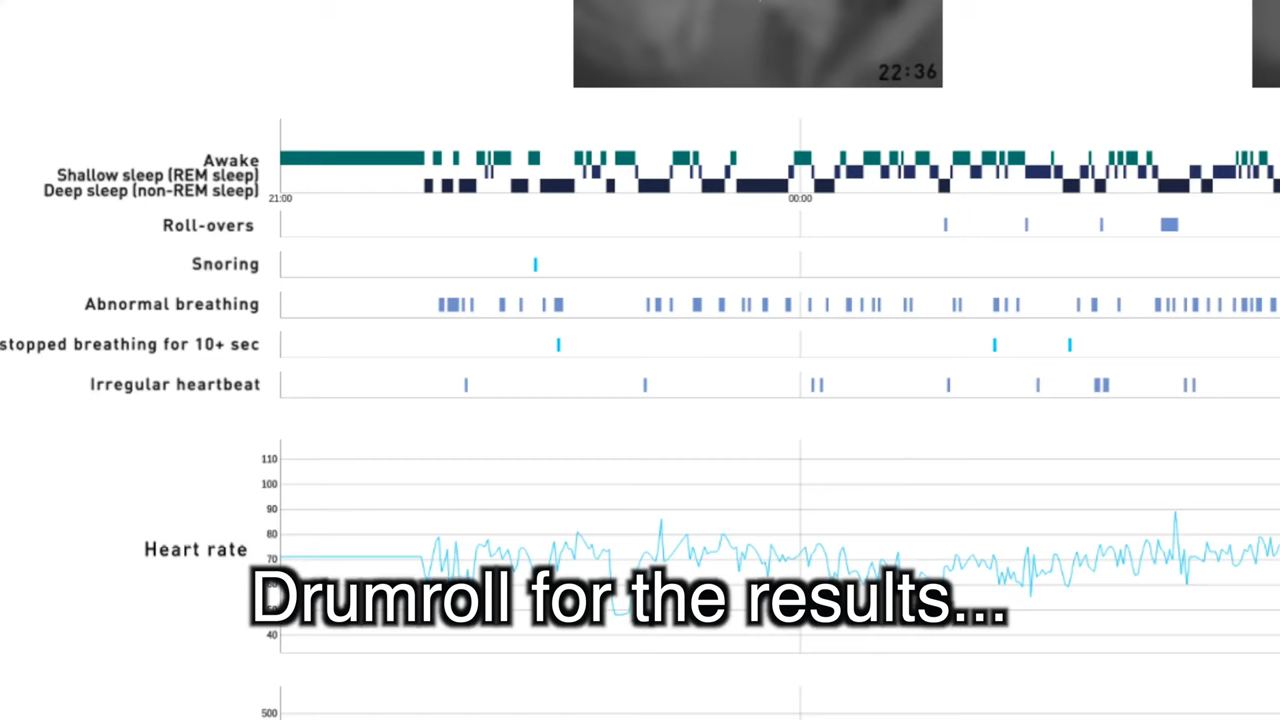 22:36
Awake
Shallow sleep (REM sleep)
Deep sleep (non-REM sleep)
21:00
00:00
Roll-overs
Snoring
Abnormal breathing
stopped breathing for 10+ sec
Irregular heartbeat
110
100
90
80
70
Heart rate
Drumroll for the results...
40
500